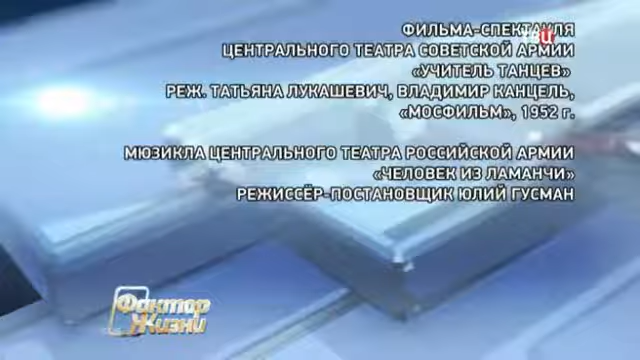 ФИЛЬМА-СПЕКТАКЛЯ
ТВЦ
ЦЕНТРАЛЬНОГО ТЕАТРА СОВЕТСКОЙ АРМИИ
«УЧИТЕЛЬ ТАНЦЕВ»
РЕЖ. ТАТЬЯНА ЛУКАШЕВИЧ, ВЛАДИМИР КАНЦЕЛЬ,
«МОСФИЛЬМ», 1952 г.
МЮЗИКЛА ЦЕНТРАЛЬНОГО ТЕАТРА РОССИЙСКОЙ АРМИИ
«ЧЕЛОВЕК ИЗ ЛАМАНЧИ»
РЕЖИССЁР-ПОСТАНОВЩИК ЮЛИЙ ГУСМАН
Фактор
Жизни